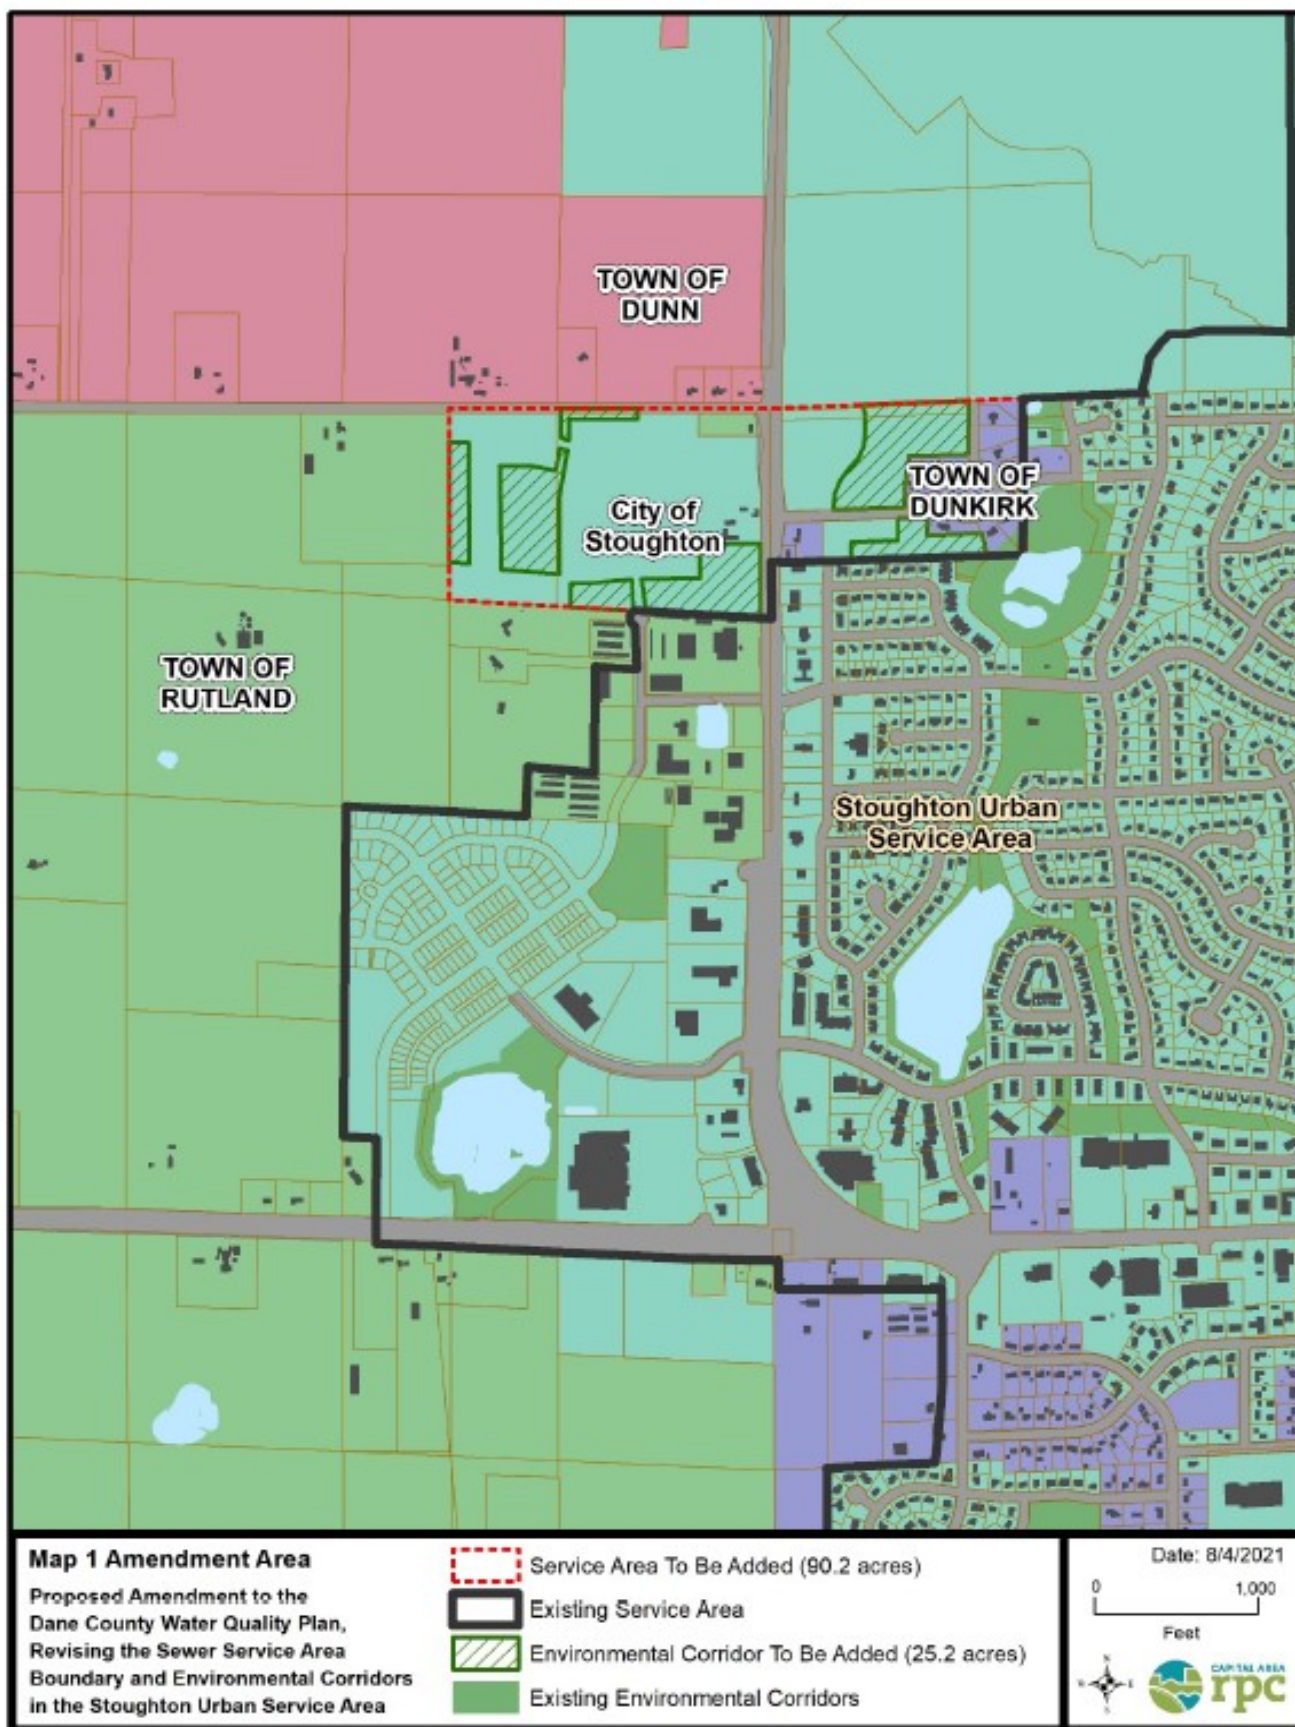 TOWN OF
DUNN
City of
Stoughton
TOWN OF
DUNKIRK
TOWN OF
RUTLAND
Stoughton Urban
Service Area
Map 1 Amendment Area
Proposed Amendment to the
Dane County Water Quality Plan,
Revising the Sewer Service Area
Boundary and Environmental Corridors
in the Stoughton Urban Service Area
Service Area To Be Added (90.2 acres)
Existing Service Area
Environmental Corridor To Be Added (25.2 acres)
Existing Environmental Corridors
Date: 8/4/2021
0 1,000
Feet
N
W E
S
CAPITAL AREA
rpc